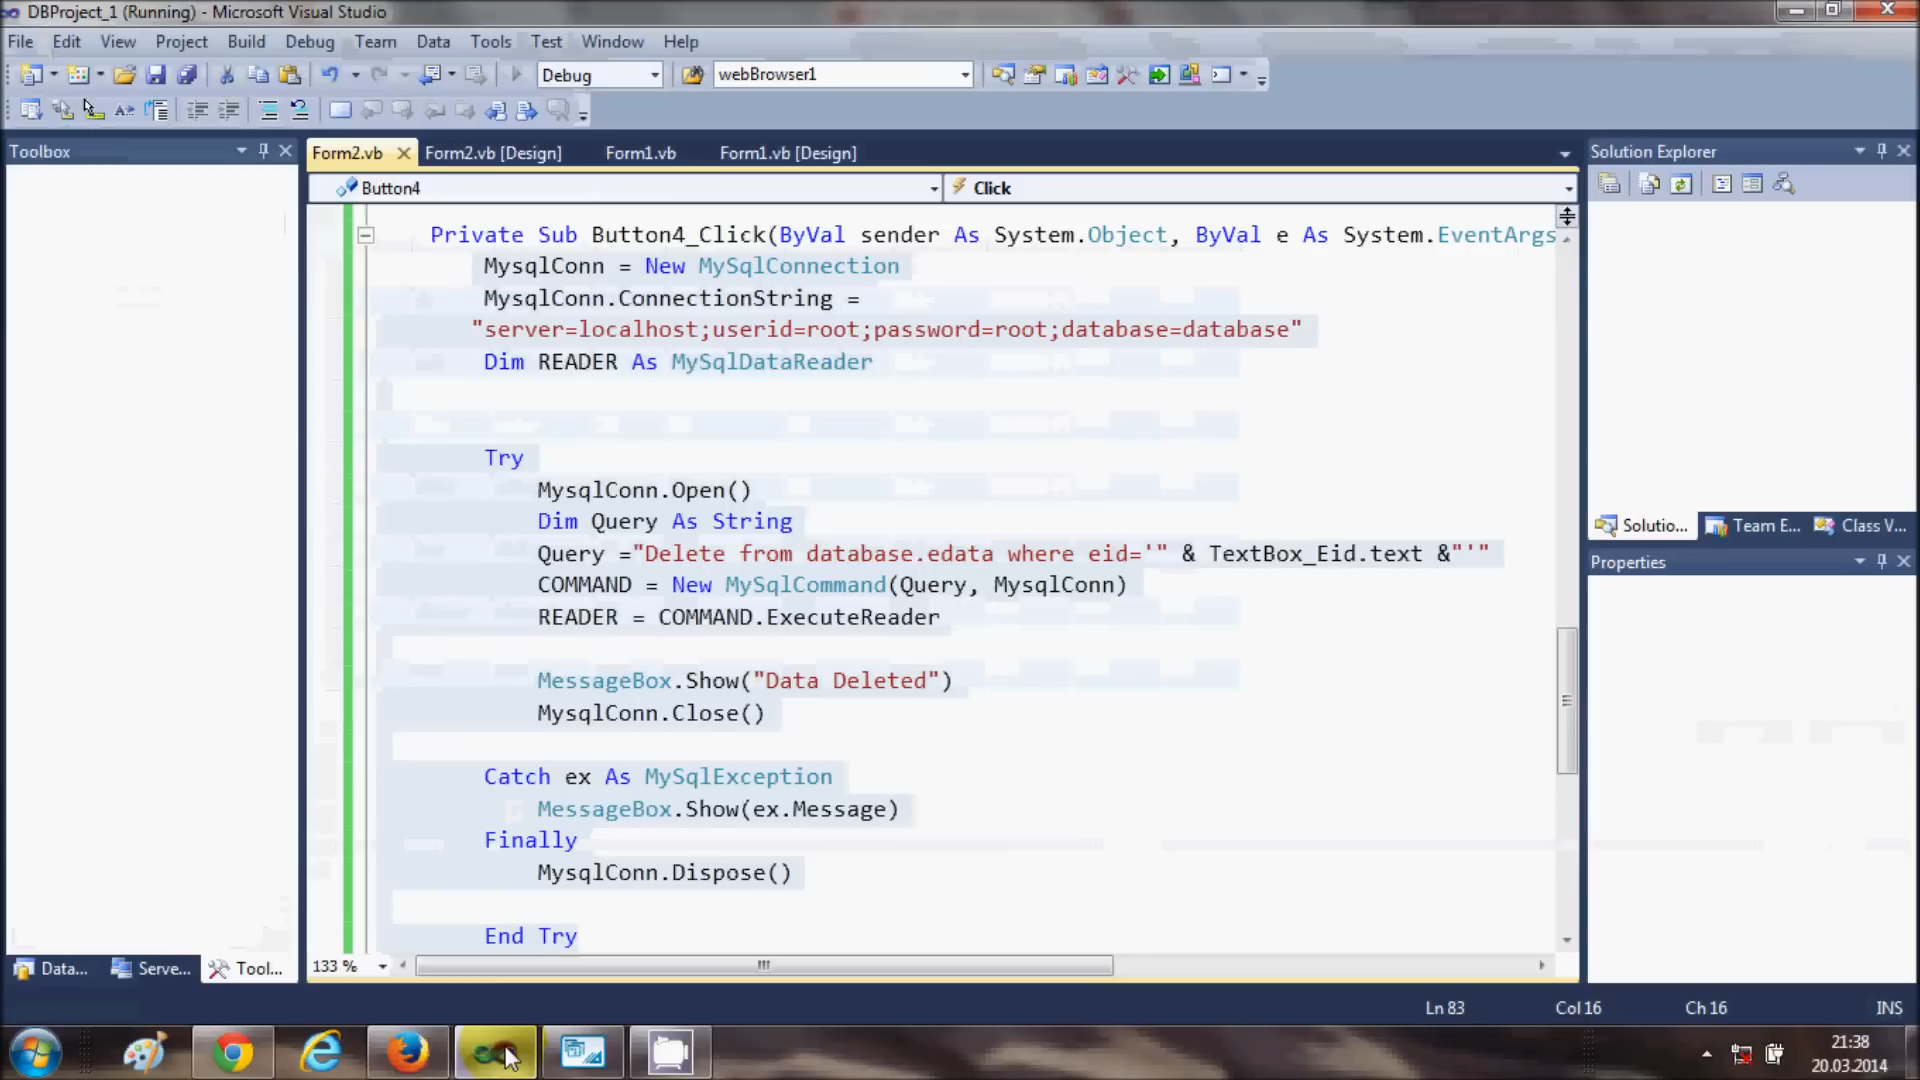 DBProject_1 (Running) - Microsoft Visual Studio
File Edit View Project Build Debug Team Data Tools Test Window Help
Debug webBrowser1
Toolbox
Form2.vb Form2.vb [Design] Form1.vb Form1.vb [Design]
Solution Explorer
Button4 Click
Private Sub Button4_Click(ByVal sender As System.Object, ByVal e As System.EventArgs
MysqlConn = New MySqlConnection
MysqlConn.ConnectionString =
"server=localhost;userid=root;password=root;database=database"
Dim READER As MySqlDataReader
Try
MysqlConn.Open()
Dim Query As String
Query ="Delete from database.edata where eid='" & TextBox_Eid.text &"'"
COMMAND = New MySqlCommand(Query, MysqlConn)
READER = COMMAND.ExecuteReader
MessageBox.Show("Data Deleted")
MysqlConn.Close()
Catch ex As MySqlException
MessageBox.Show(ex.Message)
Finally
MysqlConn.Dispose()
End Try
Solutio... Team E... Class V...
Properties
Data... Serve... Tool...
133 %
Ln 83 Col 16 Ch 16 INS
21:38
20.03.2014